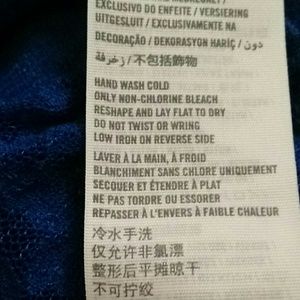 EXCLUSIVO DO ENFEITE / VERSIERING
UITGESLUIT / EXCLUSIVAMENTE NA
DECORAÇÃO / DEKORASYON HARİÇ / دون
زخرفة / 不包括飾物
HAND WASH COLD
ONLY NON-CHLORINE BLEACH
RESHAPE AND LAY FLAT TO DRY
DO NOT TWIST OR WRING
LOW IRON ON REVERSE SIDE
LAVER À LA MAIN, À FROID
BLANCHIMENT SANS CHLORE UNIQUEMENT
SECOUER ET ÉTENDRE À PLAT
NE PAS TORDRE OU ESSORER
REPASSER À L'ENVERS À FAIBLE CHALEUR
冷水手洗
仅允许非氯漂
整形后平摊晾干
不可拧绞